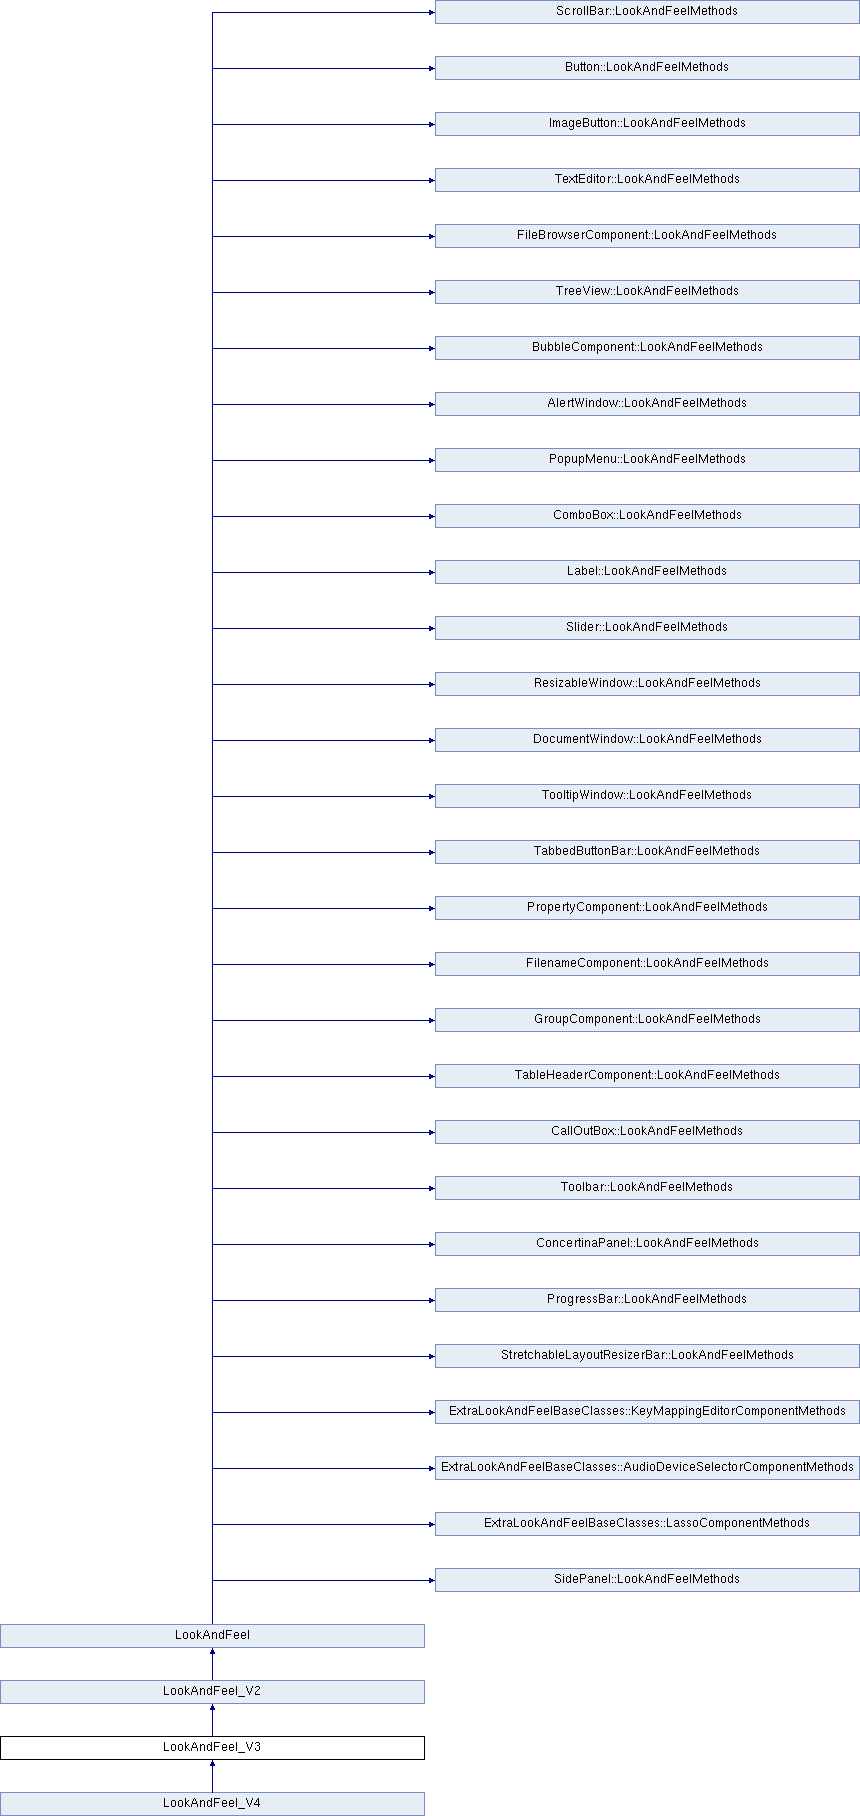 ScrollBar::LookAndFeelMethods
Button::LookAndFeelMethods
ImageButton::LookAndFeelMethods
TextEditor::LookAndFeelMethods
FileBrowserComponent::LookAndFeelMethods
TreeView::LookAndFeelMethods
BubbleComponent::LookAndFeelMethods
AlertWindow::LookAndFeelMethods
PopupMenu::LookAndFeelMethods
ComboBox::LookAndFeelMethods
Label::LookAndFeelMethods
Slider::LookAndFeelMethods
ResizableWindow::LookAndFeelMethods
DocumentWindow::LookAndFeelMethods
TooltipWindow::LookAndFeelMethods
TabbedButtonBar::LookAndFeelMethods
PropertyComponent::LookAndFeelMethods
FilenameComponent::LookAndFeelMethods
GroupComponent::LookAndFeelMethods
TableHeaderComponent::LookAndFeelMethods
CallOutBox::LookAndFeelMethods
Toolbar::LookAndFeelMethods
ConcertinaPanel::LookAndFeelMethods
ProgressBar::LookAndFeelMethods
StretchableLayoutResizerBar::LookAndFeelMethods
ExtraLookAndFeelBaseClasses::KeyMappingEditorComponentMethods
ExtraLookAndFeelBaseClasses::AudioDeviceSelectorComponentMethods
ExtraLookAndFeelBaseClasses::LassoComponentMethods
SidePanel::LookAndFeelMethods
LookAndFeel
LookAndFeel_V2
LookAndFeel_V3
LookAndFeel_V4